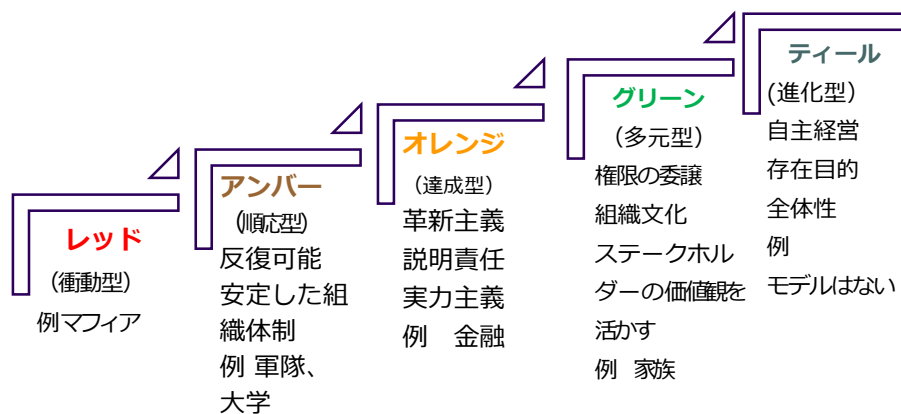 レッド
(衝動型)
例マフィア
アンバー
(順応型)
反復可能
安定した組
織体制
例 軍隊、
大学
オレンジ
(達成型)
革新主義
説明責任
実力主義
例　金融
グリーン
(多元型)
権限の委譲
組織文化
ステークホル
ダーの価値観を
活かす
例　家族
ティール
(進化型)
自主経営
存在目的
全体性
例
モデルはない